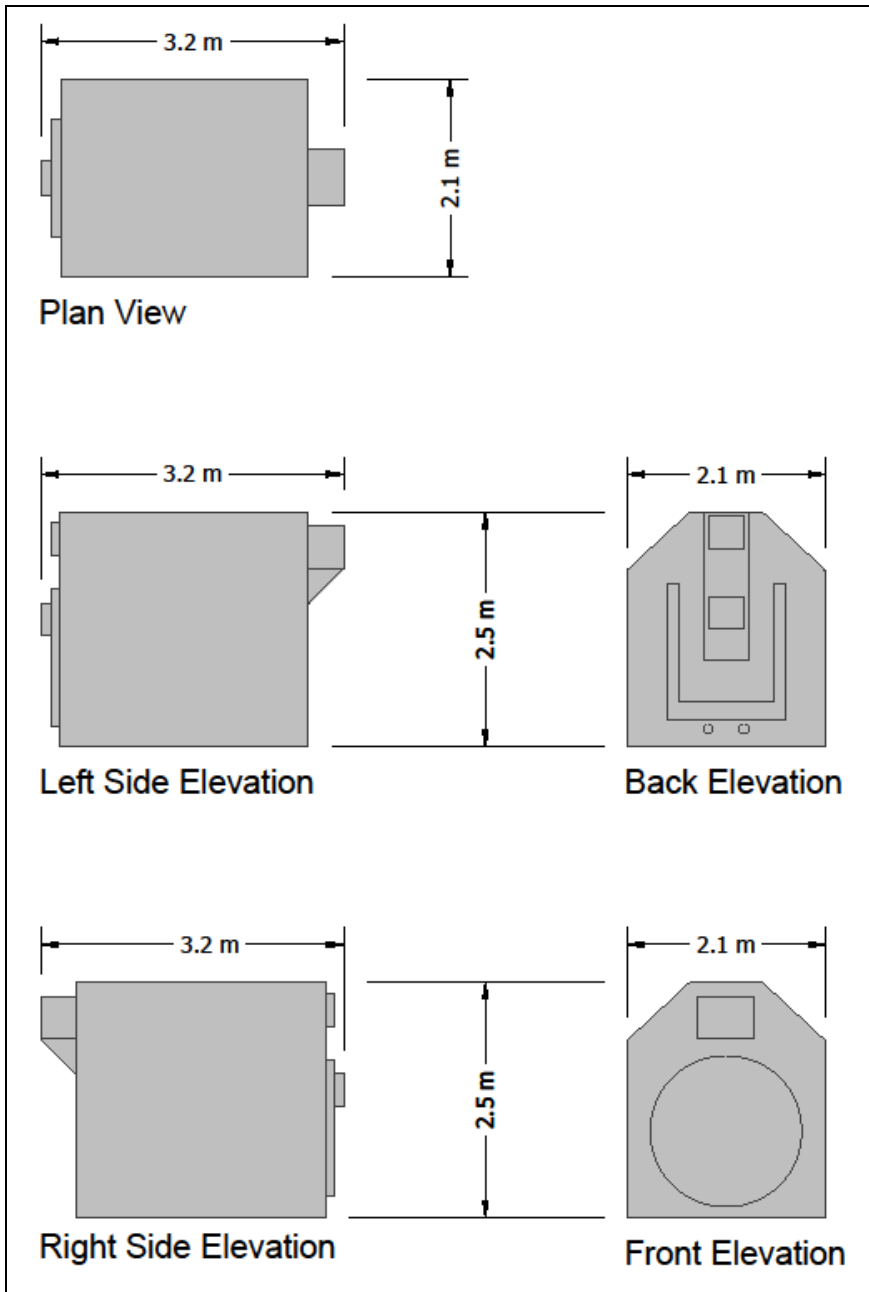 3.2 m
2.1 m
Plan View
3.2 m
2.1 m
2.5 m
Left Side Elevation
Back Elevation
3.2 m
2.1 m
2.5 m
Right Side Elevation
Front Elevation